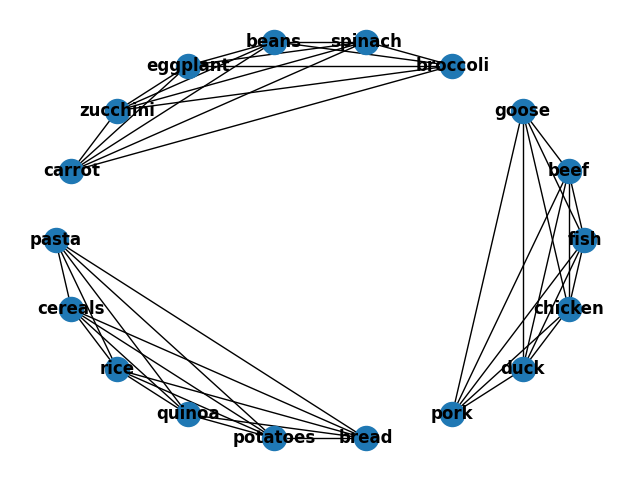 beans
spinach
eggplant
broccoli
zucchini
goose
carrot
beef
pasta
fish
cereals
chicken
rice
duck
quinoa
pork
potatoes
bread